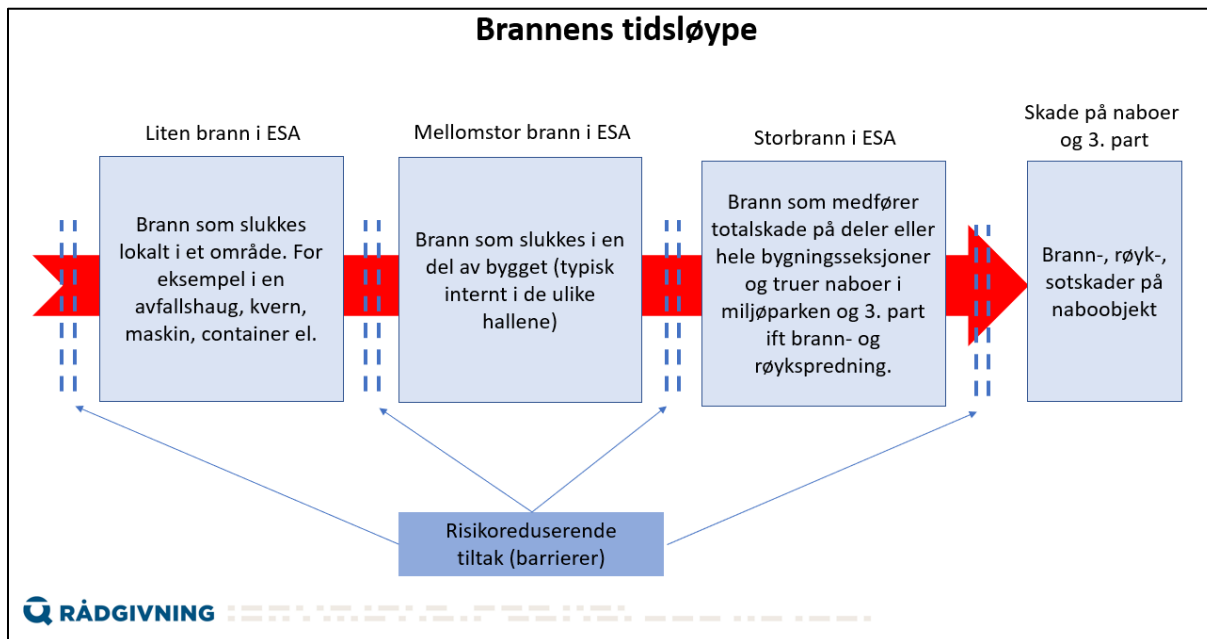 Brannens tidsløype
Liten brann i ESA
Brann som slukkes
lokalt i et område. For
eksempel i en
avfallshaug, kvern,
maskin, container el.
Mellomstor brann i ESA
Brann som slukkes i en
del av bygget (typisk
internt i de ulike
hallene)
Storbrann i ESA
Brann som medfører
totalskade på deler eller
hele bygningsseksjoner
og truer naboer i
miljøparken og 3. part
ift brann- og
røykspredning.
Skade på naboer
og 3. part
Brann-, røyk-,
sotskader på
naboobjekt
Risikoreduserende
tiltak (barrierer)
RÅDGIVNING